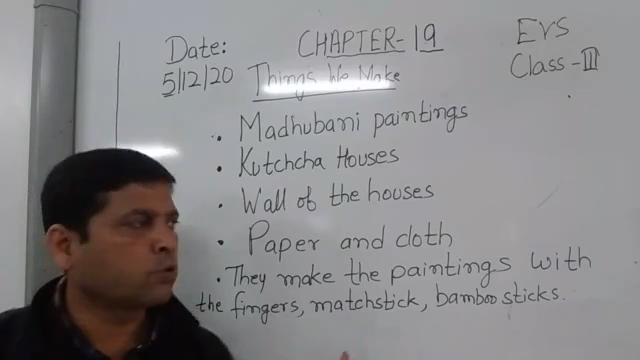 Date: CHAPTER-19 EVS
5/12/20 Things We Make Class-III
• Madhubani paintings
• Kutchcha Houses
• Wall of the houses
• Paper and cloth
• They make the paintings with
the fingers, matchstick, bamboo sticks.